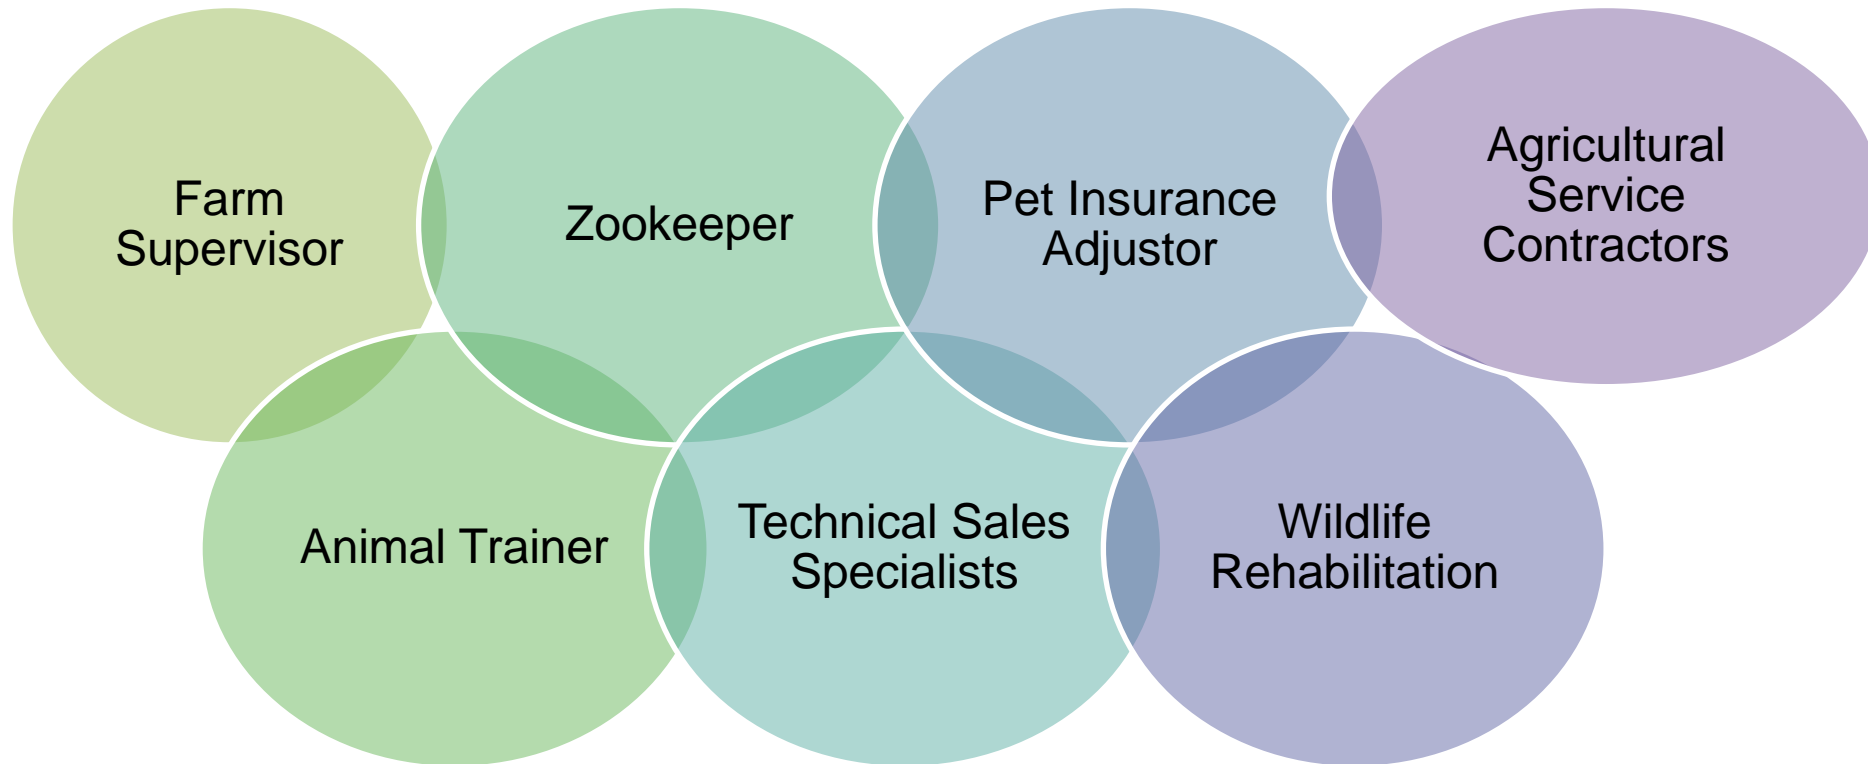 Farm
Supervisor
Zookeeper
Pet Insurance
Adjustor
Agricultural
Service
Contractors
Animal Trainer
Technical Sales
Specialists
Wildlife
Rehabilitation